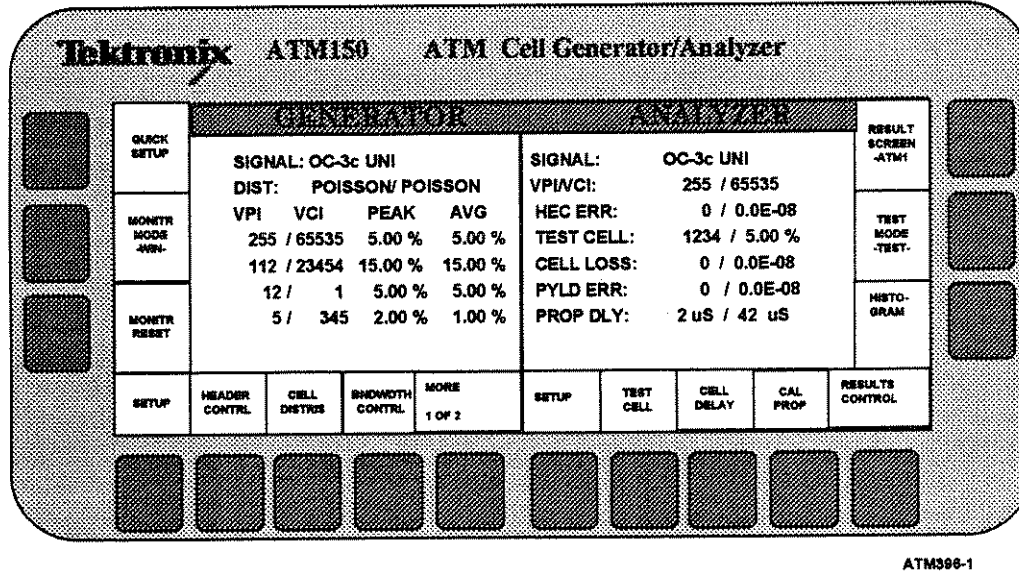 Tektronix ATM150 ATM Cell Generator/Analyzer
GENERATOR ANALYZER
QUICK
SETUP
MONITR
MODE
-WIN-
MONITR
RESET
SIGNAL: OC-3c UNI
DIST: POISSON/ POISSON
VPI VCI PEAK AVG
255 / 65535 5.00 % 5.00 %
112 / 23454 15.00 % 15.00 %
12 / 1 5.00 % 5.00 %
5 / 345 2.00 % 1.00 %
SIGNAL: OC-3c UNI
VPI/VCI: 255 / 65535
HEC ERR: 0 / 0.0E-08
TEST CELL: 1234 / 5.00 %
CELL LOSS: 0 / 0.0E-08
PYLD ERR: 0 / 0.0E-08
PROP DLY: 2 uS / 42 uS
RESULT
SCREEN
-ATM1
TEST
MODE
-TEST-
HISTO-
GRAM
SETUP
HEADER
CONTRL
CELL
DISTRIB
BNDWDTH
CONTRL
MORE
1 OF 2
SETUP
TEST
CELL
CELL
DELAY
CAL
PROP
RESULTS
CONTROL
ATM396-1